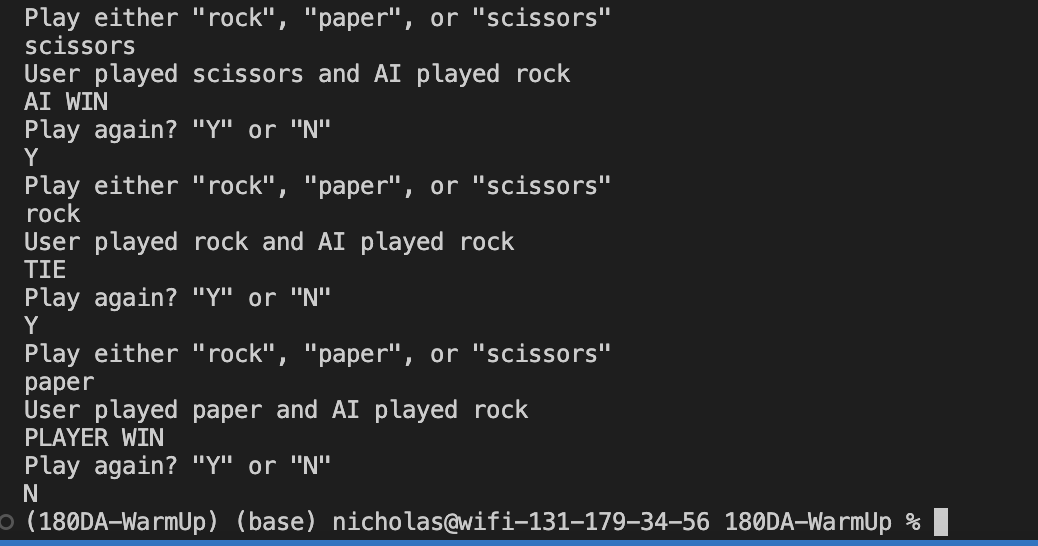 Play either "rock", "paper", or "scissors"
scissors
User played scissors and AI played rock
AI WIN
Play again? "Y" or "N"
Y
Play either "rock", "paper", or "scissors"
rock
User played rock and AI played rock
TIE
Play again? "Y" or "N"
Y
Play either "rock", "paper", or "scissors"
paper
User played paper and AI played rock
PLAYER WIN
Play again? "Y" or "N"
N
(180DA-WarmUp) (base) nicholas@wifi-131-179-34-56 180DA-WarmUp %